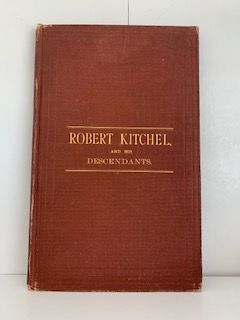 ROBERT KITCHEL,
AND HIS
DESCENDANTS.